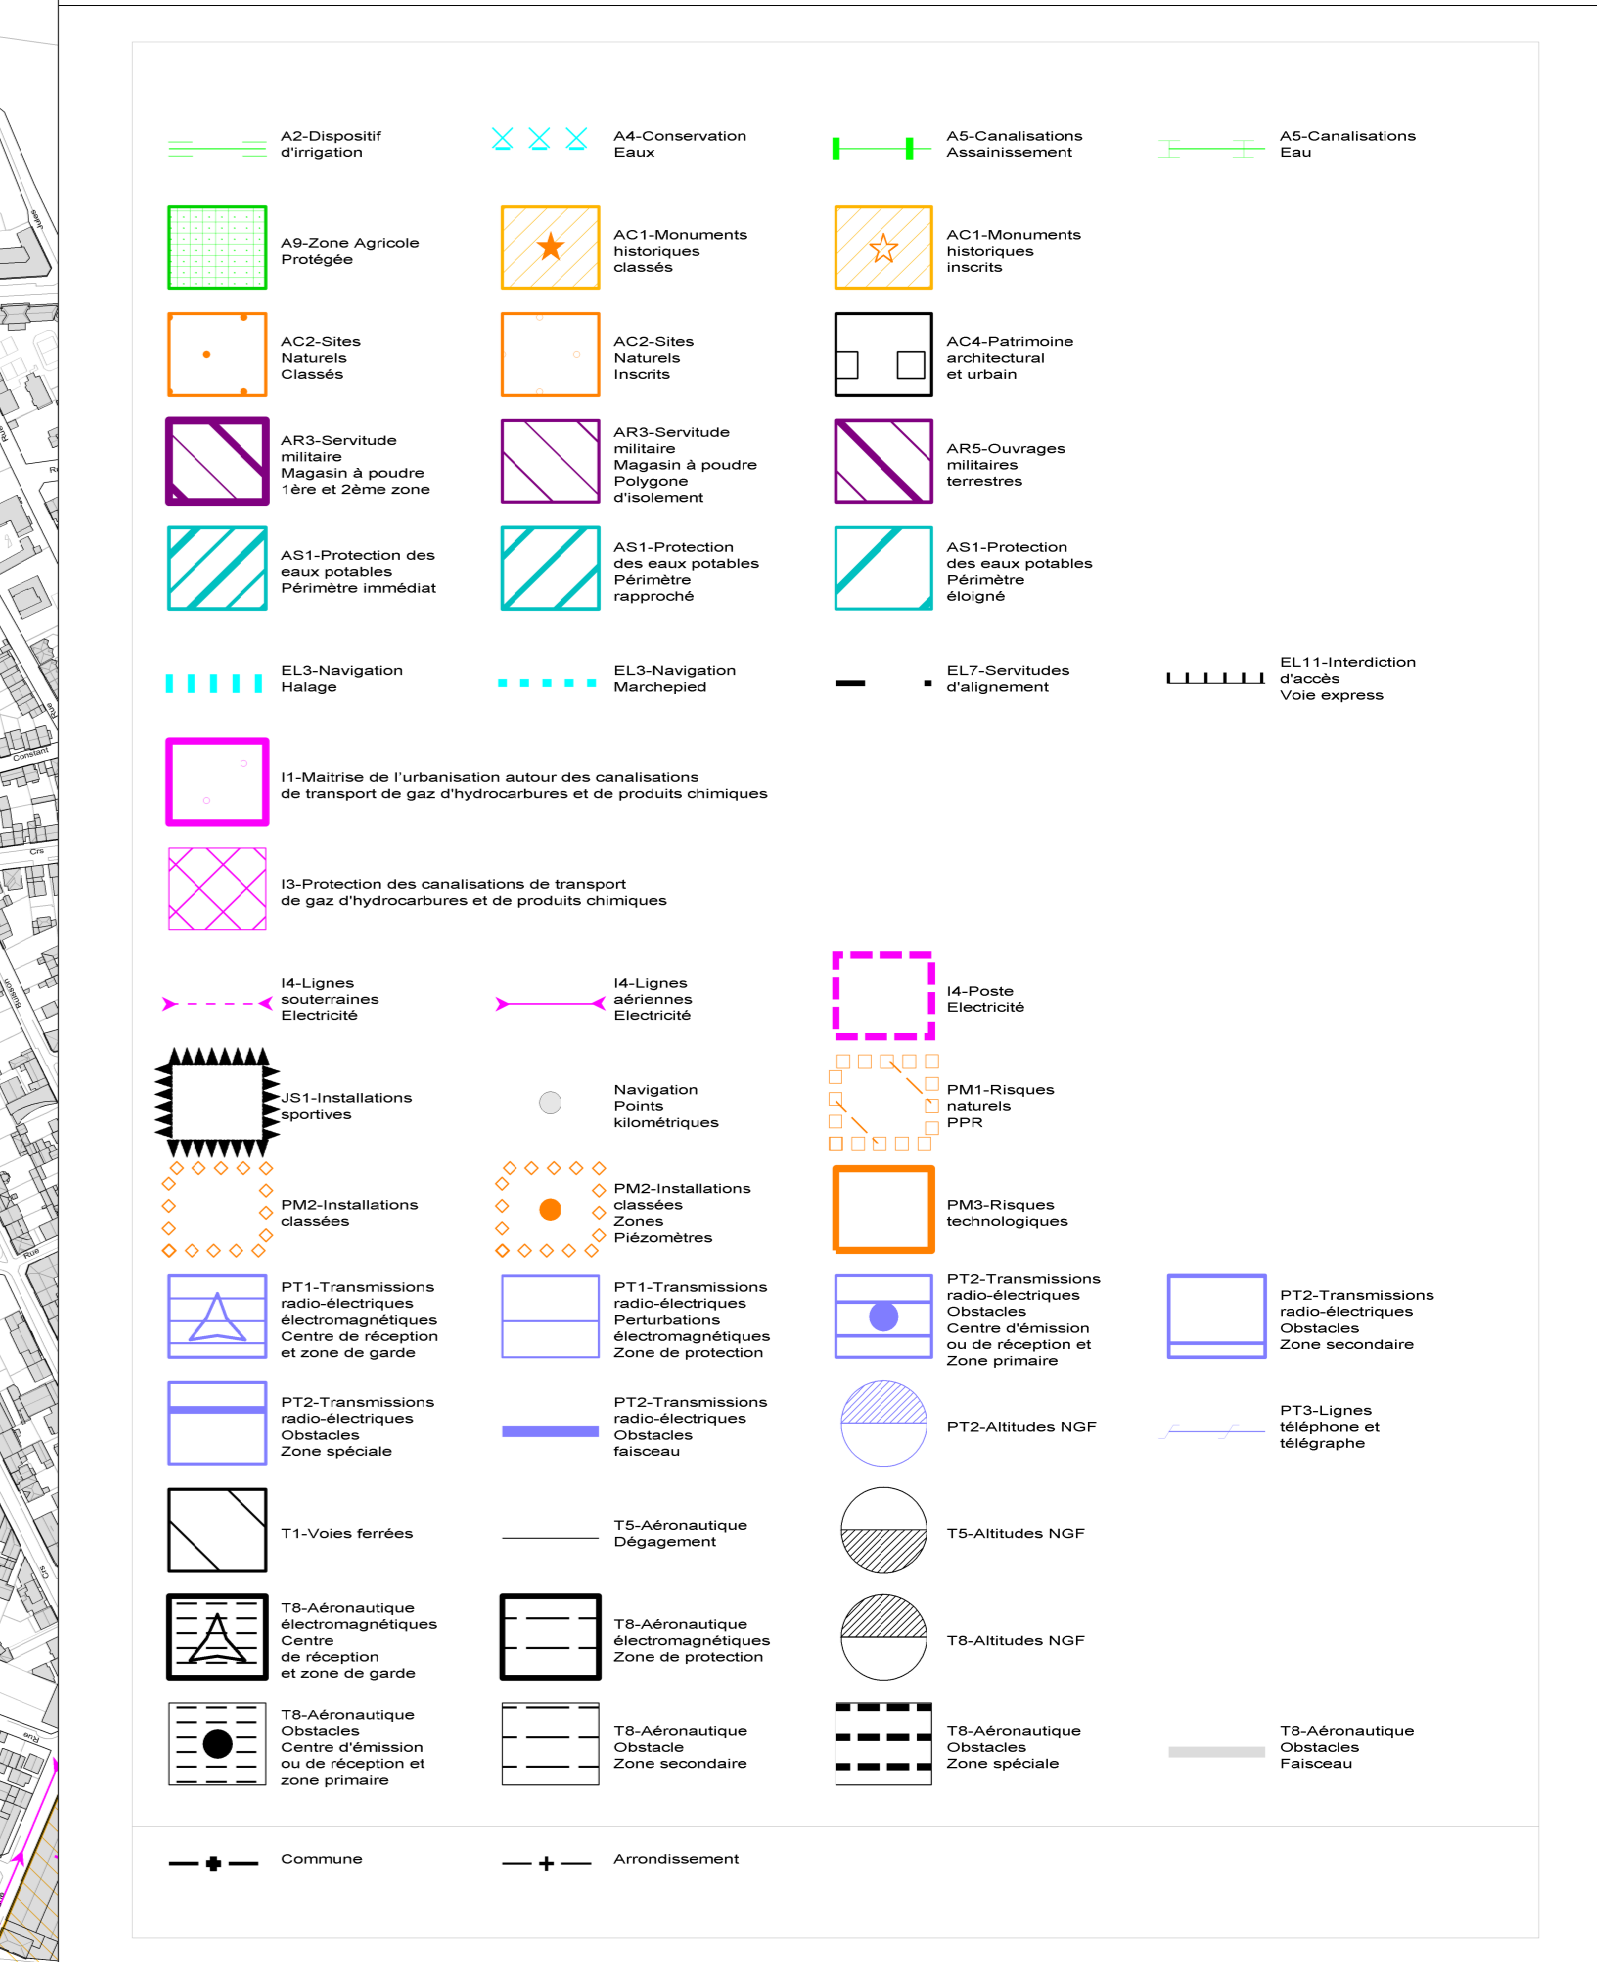 A2-Dispositif
d'irrigation
A4-Conservation
Eaux
A5-Canalisations
Assainissement
A5-Canalisations
Eau
A9-Zone Agricole
Protégée
AC1-Monuments
historiques
classés
AC1-Monuments
historiques
inscrits
AC2-Sites
Naturels
Classés
AC2-Sites
Naturels
Inscrits
AC4-Patrimoine
architectural
et urbain
AR3-Servitude
militaire
Magasin à poudre
1ère et 2ème zone
AR3-Servitude
militaire
Magasin à poudre
Polygone
d'isolement
AR5-Ouvrages
militaires
terrestres
AS1-Protection des
eaux potables
Périmètre immédiat
AS1-Protection
des eaux potables
Périmètre
rapproché
AS1-Protection
des eaux potables
Périmètre
éloigné
EL3-Navigation
Halage
EL3-Navigation
Marchepied
EL7-Servitudes
d'alignement
EL11-Interdiction
d'accès
Voie express
I1-Maitrise de l'urbanisation autour des canalisations
de transport de gaz d'hydrocarbures et de produits chimiques
I3-Protection des canalisations de transport
de gaz d'hydrocarbures et de produits chimiques
I4-Lignes
souterraines
Electricité
I4-Lignes
aériennes
Electricité
I4-Poste
Electricité
JS1-Installations
sportives
Navigation
Points
kilométriques
PM1-Risques
naturels
PPR
PM2-Installations
classées
PM2-Installations
classées
Zones
Piézomètres
PM3-Risques
technologiques
PT1-Transmissions
radio-électriques
électromagnétiques
Centre de réception
et zone de garde
PT1-Transmissions
radio-électriques
Perturbations
électromagnétiques
Zone de protection
PT2-Transmissions
radio-électriques
Obstacles
Centre d'émission
ou de réception et
Zone primaire
PT2-Transmissions
radio-électriques
Obstacles
Zone secondaire
PT2-Transmissions
radio-électriques
Obstacles
Zone spéciale
PT2-Transmissions
radio-électriques
Obstacles
faisceau
PT2-Altitudes NGF
PT3-Lignes
téléphone et
télégraphe
T1-Voies ferrées
T5-Aéronautique
Dégagement
T5-Altitudes NGF
T8-Aéronautique
électromagnétiques
Centre
de réception
et zone de garde
T8-Aéronautique
électromagnétiques
Zone de protection
T8-Altitudes NGF
T8-Aéronautique
Obstacles
Centre d'émission
ou de réception et
zone primaire
T8-Aéronautique
Obstacle
Zone secondaire
T8-Aéronautique
Obstacles
Zone spéciale
T8-Aéronautique
Obstacles
Faisceau
Commune
Arrondissement
Jules
Rue
Rue
Constant
Crs
Buisson
Rue
Crs
Rue